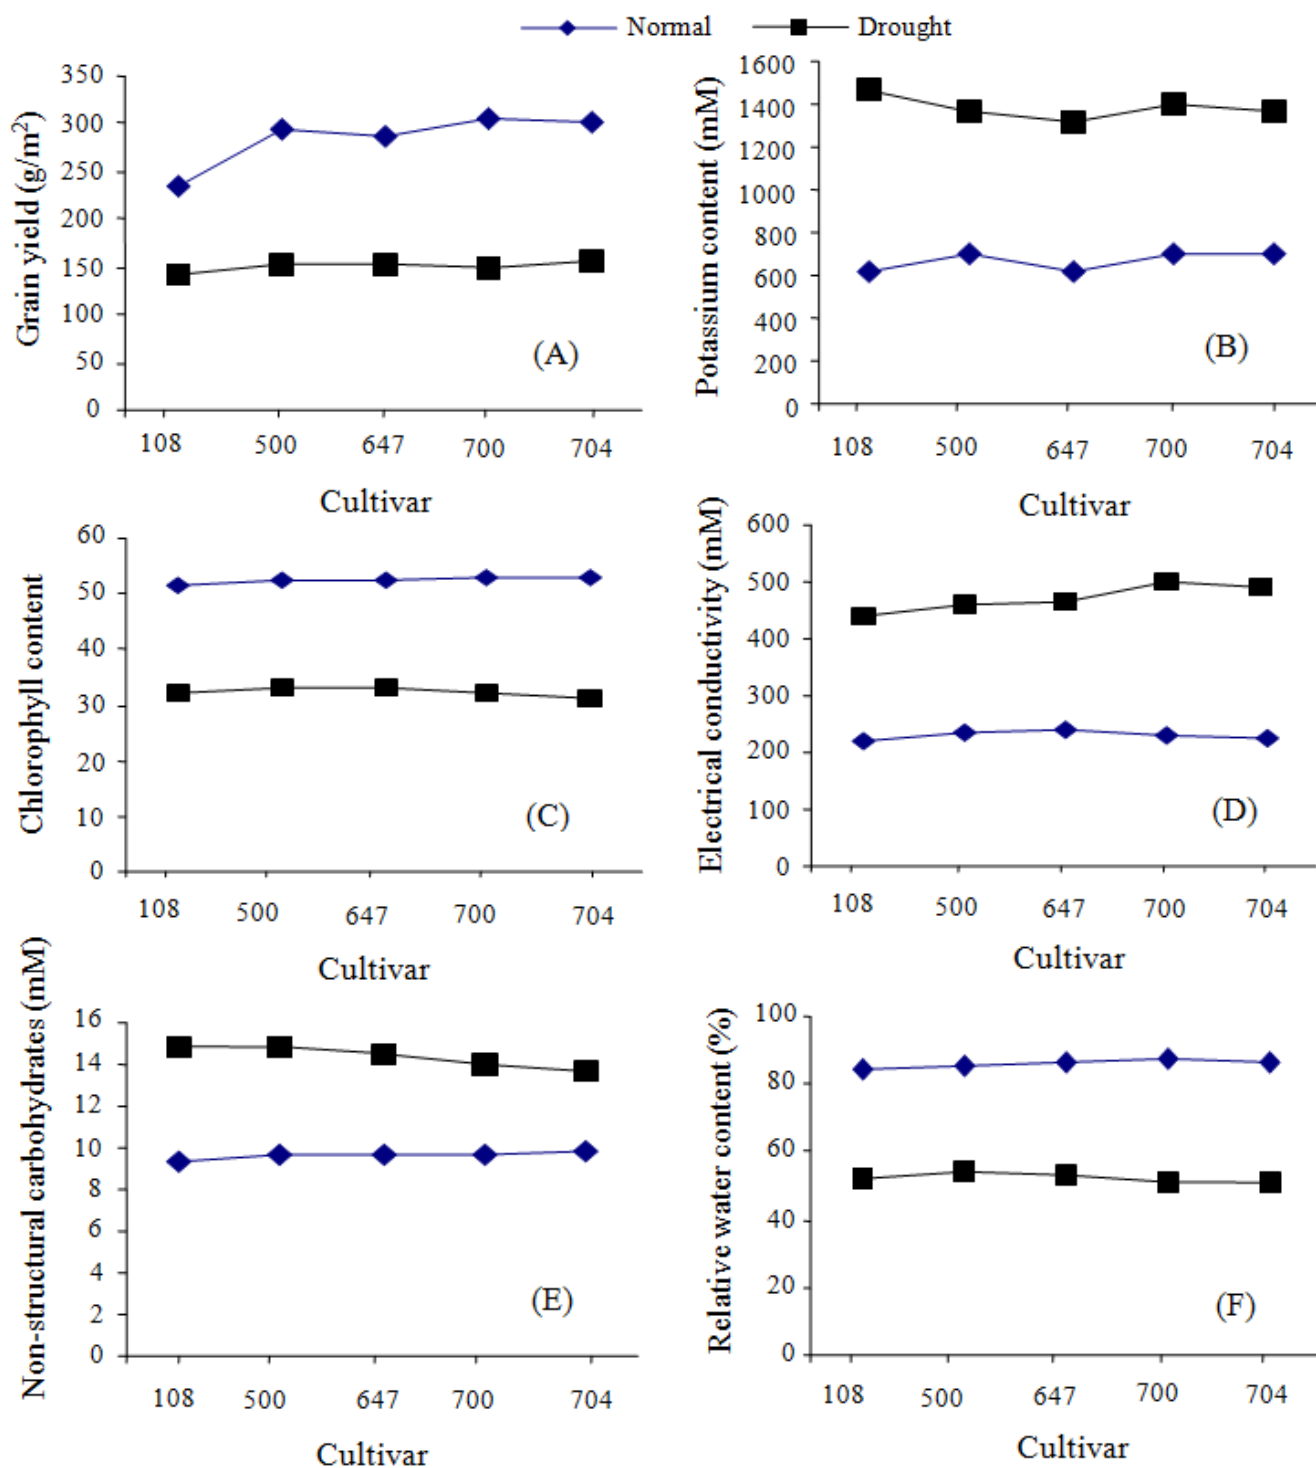 Normal Drought
Grain yield (g/m²)
350
300
250
200
150
100
50
0
(A)
108 500 647 700 704
Cultivar
Potassium content (mM)
1600
1400
1200
1000
800
600
400
200
0
(B)
108 500 647 700 704
Cultivar
Chlorophyll content
60
50
40
30
20
10
0
(C)
108 500 647 700 704
Cultivar
Electrical conductivity (mM)
600
500
400
300
200
100
0
(D)
108 500 647 700 704
Cultivar
Non-structural carbohydrates (mM)
16
14
12
10
8
6
4
2
0
(E)
108 500 647 700 704
Cultivar
Relative water content (%)
100
80
60
40
20
0
(F)
108 500 647 700 704
Cultivar